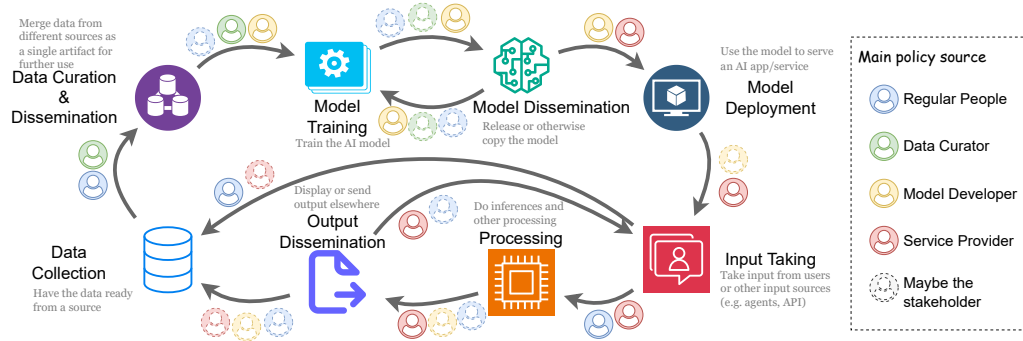 Merge data from
different sources as
a single artifact for
further use
Data Curation
&
Dissemination
Model
Training
Train the AI model
Model Dissemination
Release or otherwise
copy the model
Use the model to serve
an AI app/service
Model
Deployment
Data
Collection
Have the data ready
from a source
Display or send
output elsewhere
Output
Dissemination
Do inferences and
other processing
Processing
Input Taking
Take input from users
or other input sources
(e.g. agents, API)
Main policy source
Regular People
Data Curator
Model Developer
Service Provider
Maybe the
stakeholder